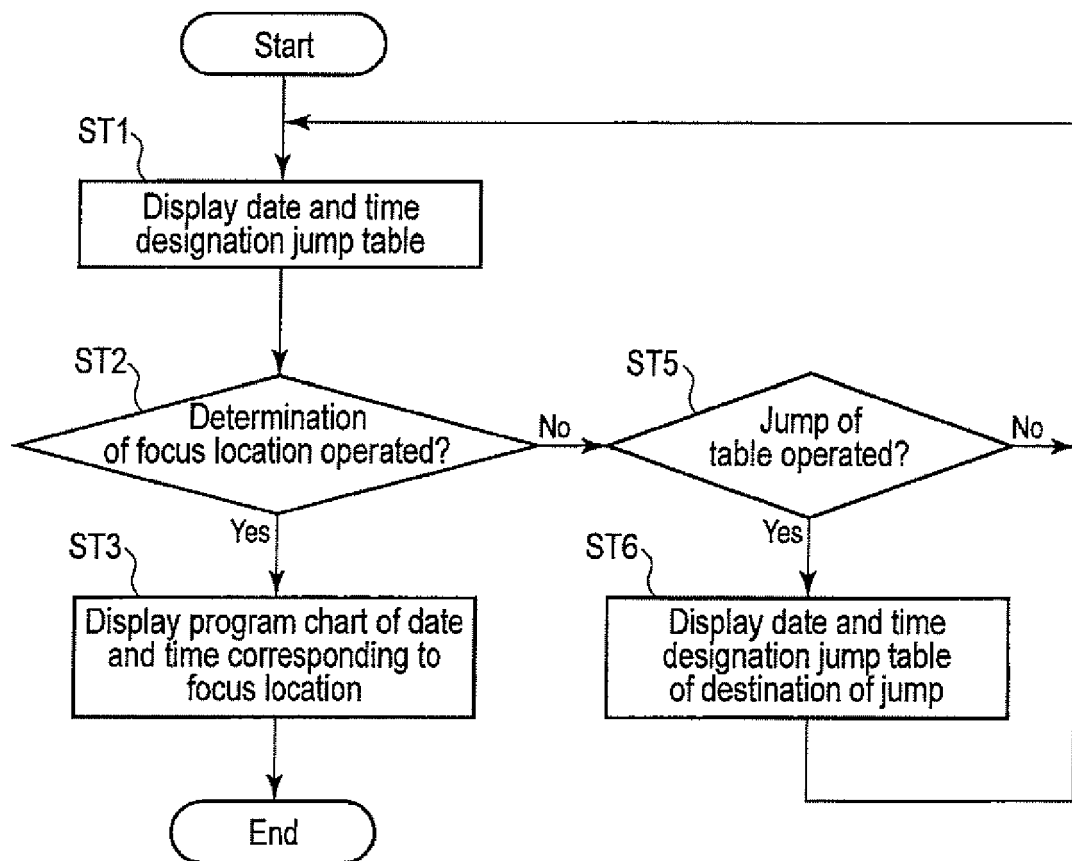 Start
ST1
Display date and time
designation jump table
ST2
Determination
of focus location operated?
No
Yes
ST5
Jump of
table operated?
No
Yes
ST3
Display program chart of date
and time corresponding to
focus location
ST6
Display date and time
designation jump table
of destination of jump
End